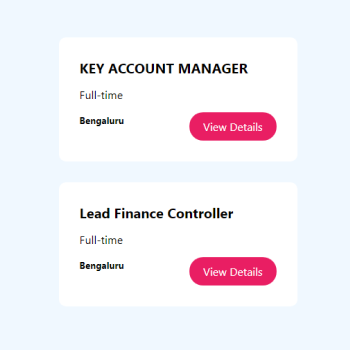 KEY ACCOUNT MANAGER
Full-time
Bengaluru
View Details
Lead Finance Controller
Full-time
Bengaluru
View Details